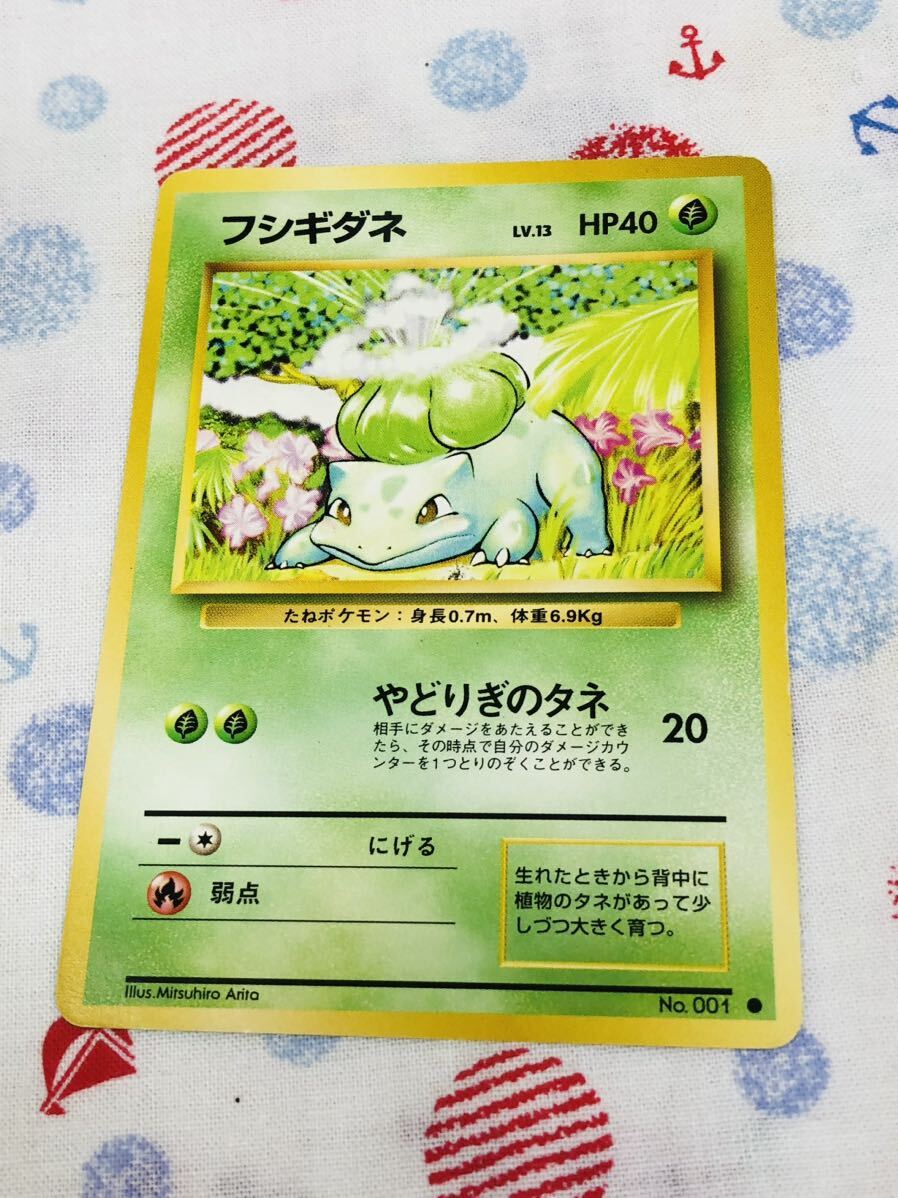 フシギダネ LV.13 HP40
たねポケモン：身長0.7m、体重6.9Kg
やどりぎのタネ 20
相手にダメージをあたえることができ
たら、その時点で自分のダメージカウ
ンターを1つとりのぞくことができる。
− にげる
弱点
生れたときから背中に
植物のタネがあって少
しづつ大きく育つ。
Illus.Mitsuhiro Arita No. 001 ●